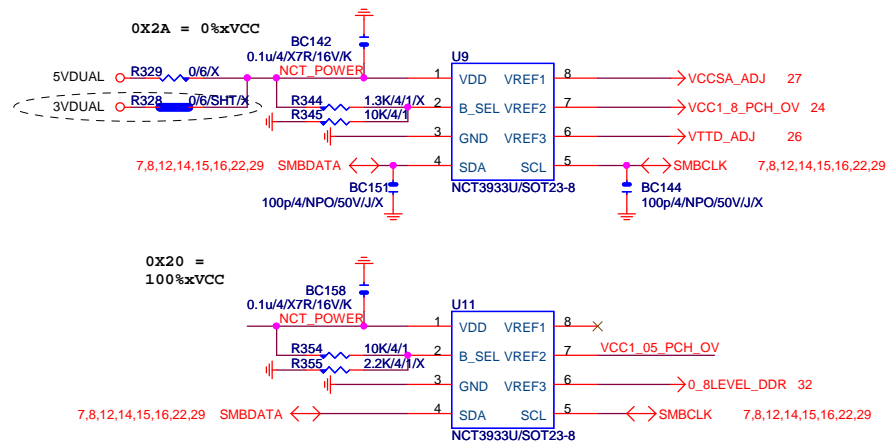 0X2A = 0%xVCC
BC142
0.1u/4/X7R/16V/K
U9
5VDUAL R329 0/6/X
NCT_POWER
1 VDD VREF1 8 VCCSA_ADJ 27
3VDUAL R328 0/6/SHT/X
R344 1.3K/4/1/X 2 B_SEL VREF2 7 VCC1_8_PCH_OV 24
R345 10K/4/1
3 GND VREF3 6 VTTD_ADJ 26
7,8,12,14,15,16,22,29 SMBDATA 4 SDA SCL 5 SMBCLK 7,8,12,14,15,16,22,29
NCT3933U/SOT23-8
BC151
100p/4/NPO/50V/J/X
BC144
100p/4/NPO/50V/J/X
0X20 =
100%xVCC
BC158
0.1u/4/X7R/16V/K
U11
NCT_POWER
1 VDD VREF1 8
R354 10K/4/1 2 B_SEL VREF2 7 VCC1_05_PCH_OV
R355 2.2K/4/1/X
3 GND VREF3 6 0_8LEVEL_DDR 32
7,8,12,14,15,16,22,29 SMBDATA 4 SDA SCL 5 SMBCLK 7,8,12,14,15,16,22,29
NCT3933U/SOT23-8